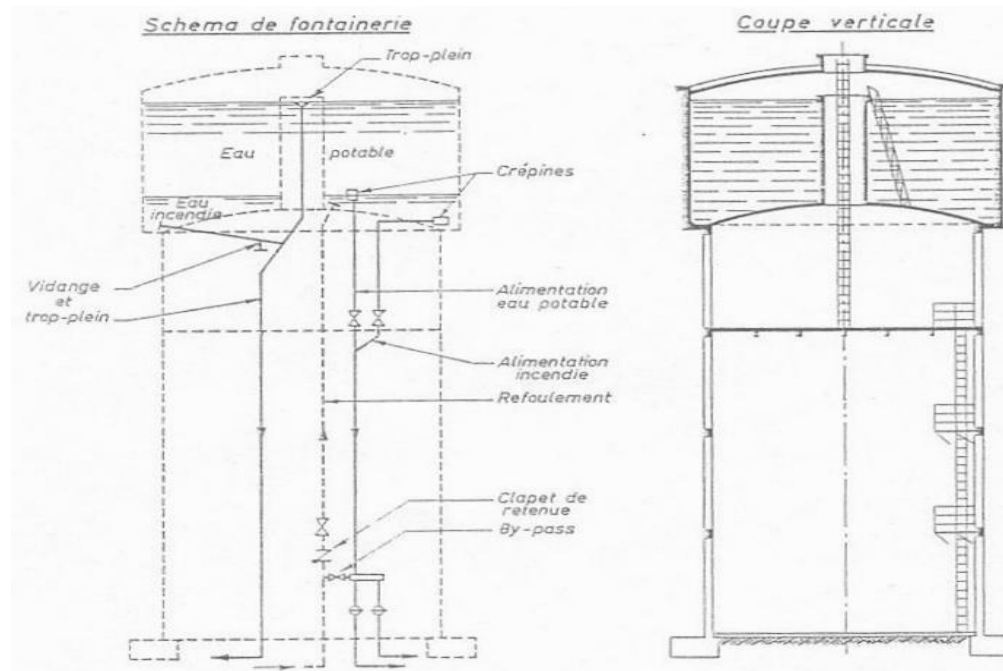 Schema de fontainerie
Coupe verticale
Trop-plein
Eau potable
Crépines
Eau
incendie
Vidange
et
trop-plein
Alimentation
eau potable
Alimentation
incendie
Refoulement
Clapet de
retenue
By-pass